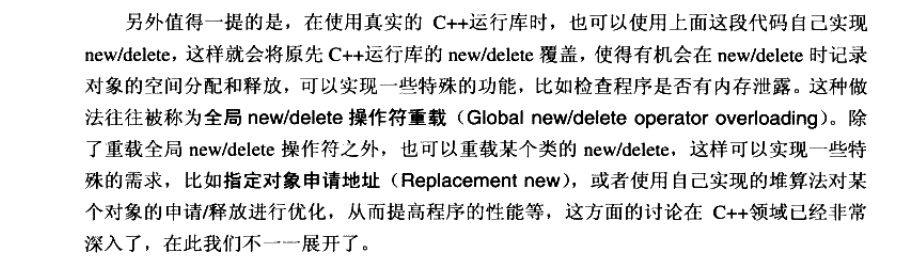 另外值得一提的是，在使用真实的 C++运行库时，也可以使用上面这段代码自己实现
new/delete，这样就会将原先 C++运行库的 new/delete 覆盖，使得有机会在 new/delete 时记录
对象的空间分配和释放，可以实现一些特殊的功能，比如检查程序是否有内存泄露。这种做
法往往被称为全局 new/delete 操作符重载（Global new/delete operator overloading）。除
了重载全局 new/delete 操作符之外，也可以重载某个类的 new/delete，这样可以实现一些特
殊的需求，比如指定对象申请地址（Replacement new），或者使用自己实现的堆算法对某
个对象的申请/释放进行优化，从而提高程序的性能等，这方面的讨论在 C++领域已经非常
深入了，在此我们不一一展开了。